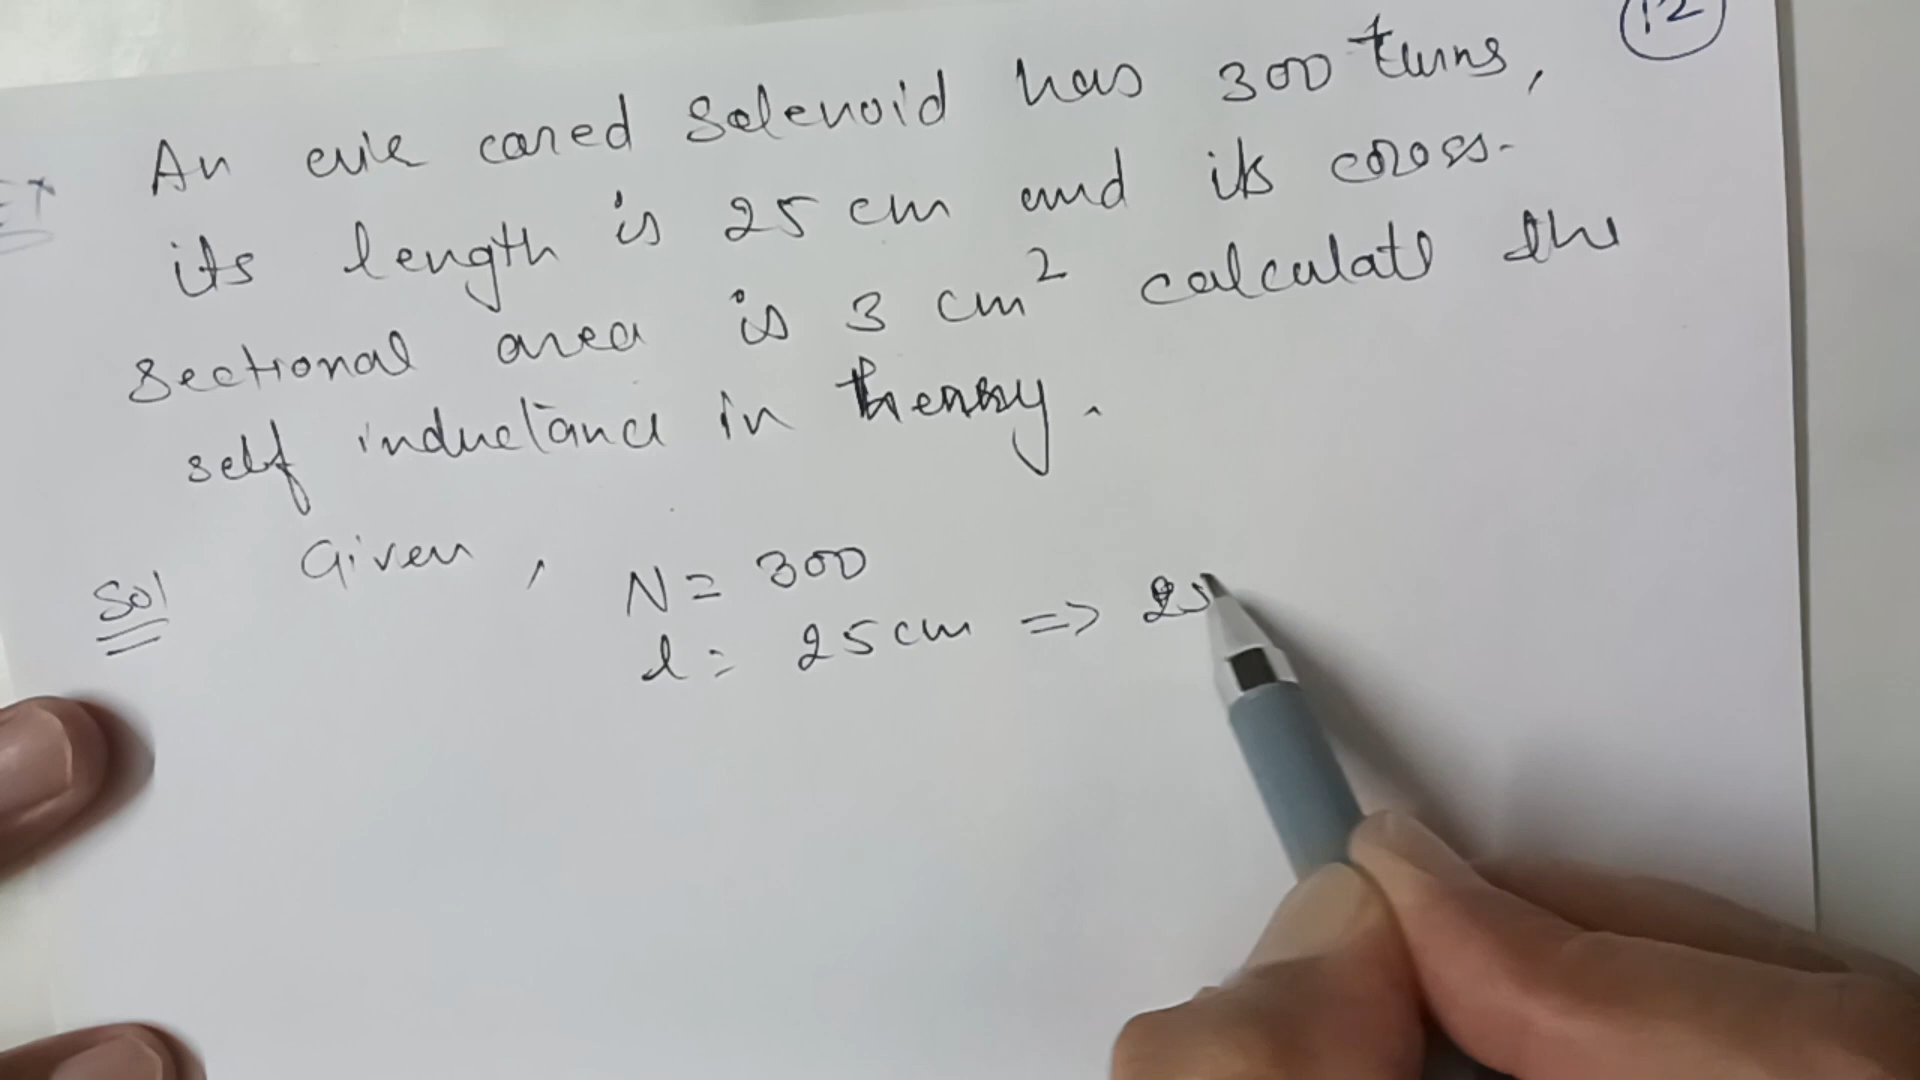 12
An air cored solenoid has 300 turns,
its length is 25 cm and its cross-
sectional area is 3 cm² calculate the
self inductance in henry.
Sol Given, N = 300
l = 25 cm => 25